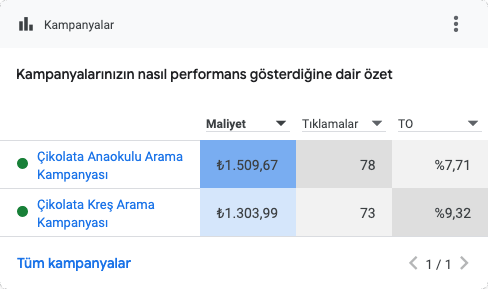 Kampanyalar
Kampanyalarınızın nasıl performans gösterdiğine dair özet
Maliyet Tıklamalar TO
Çikolata Anaokulu Arama
Kampanyası
₺1.509,67 78 %7,71
Çikolata Kreş Arama
Kampanyası
₺1.303,99 73 %9,32
Tüm kampanyalar
1 / 1